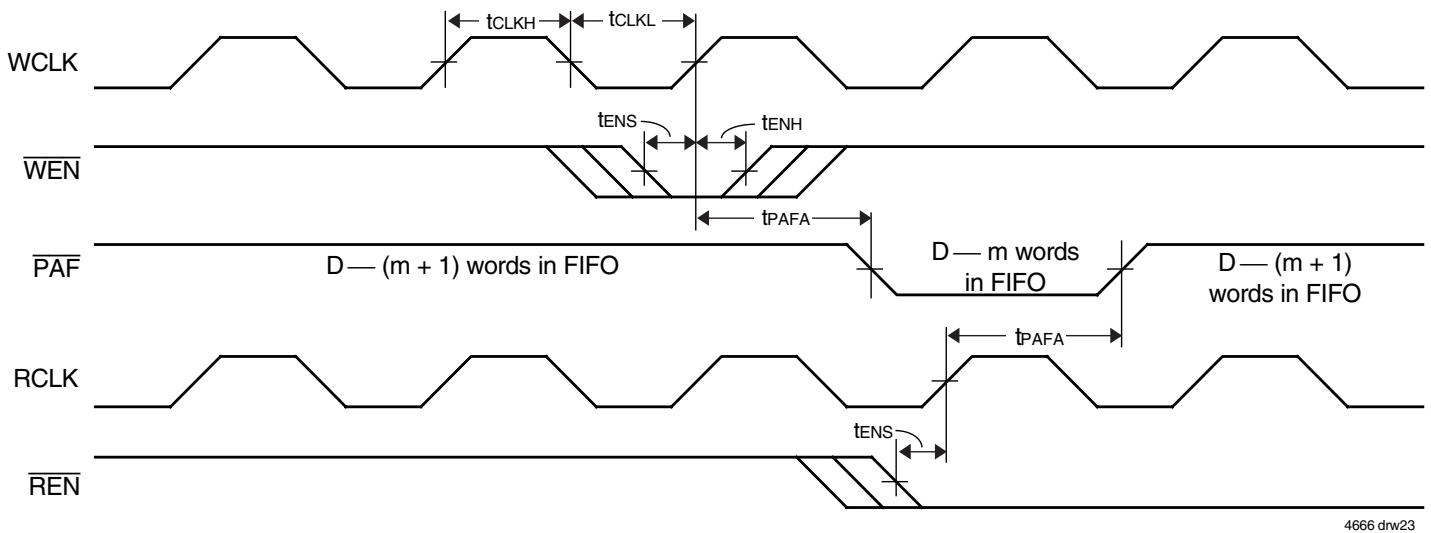 tCLKH tCLKL
WCLK
tENS tENH
WEN
tPAFA
PAF
D — (m + 1) words in FIFO
D — m words
in FIFO
D — (m + 1)
words in FIFO
tPAFA
RCLK
tENS
REN
4666 drw23